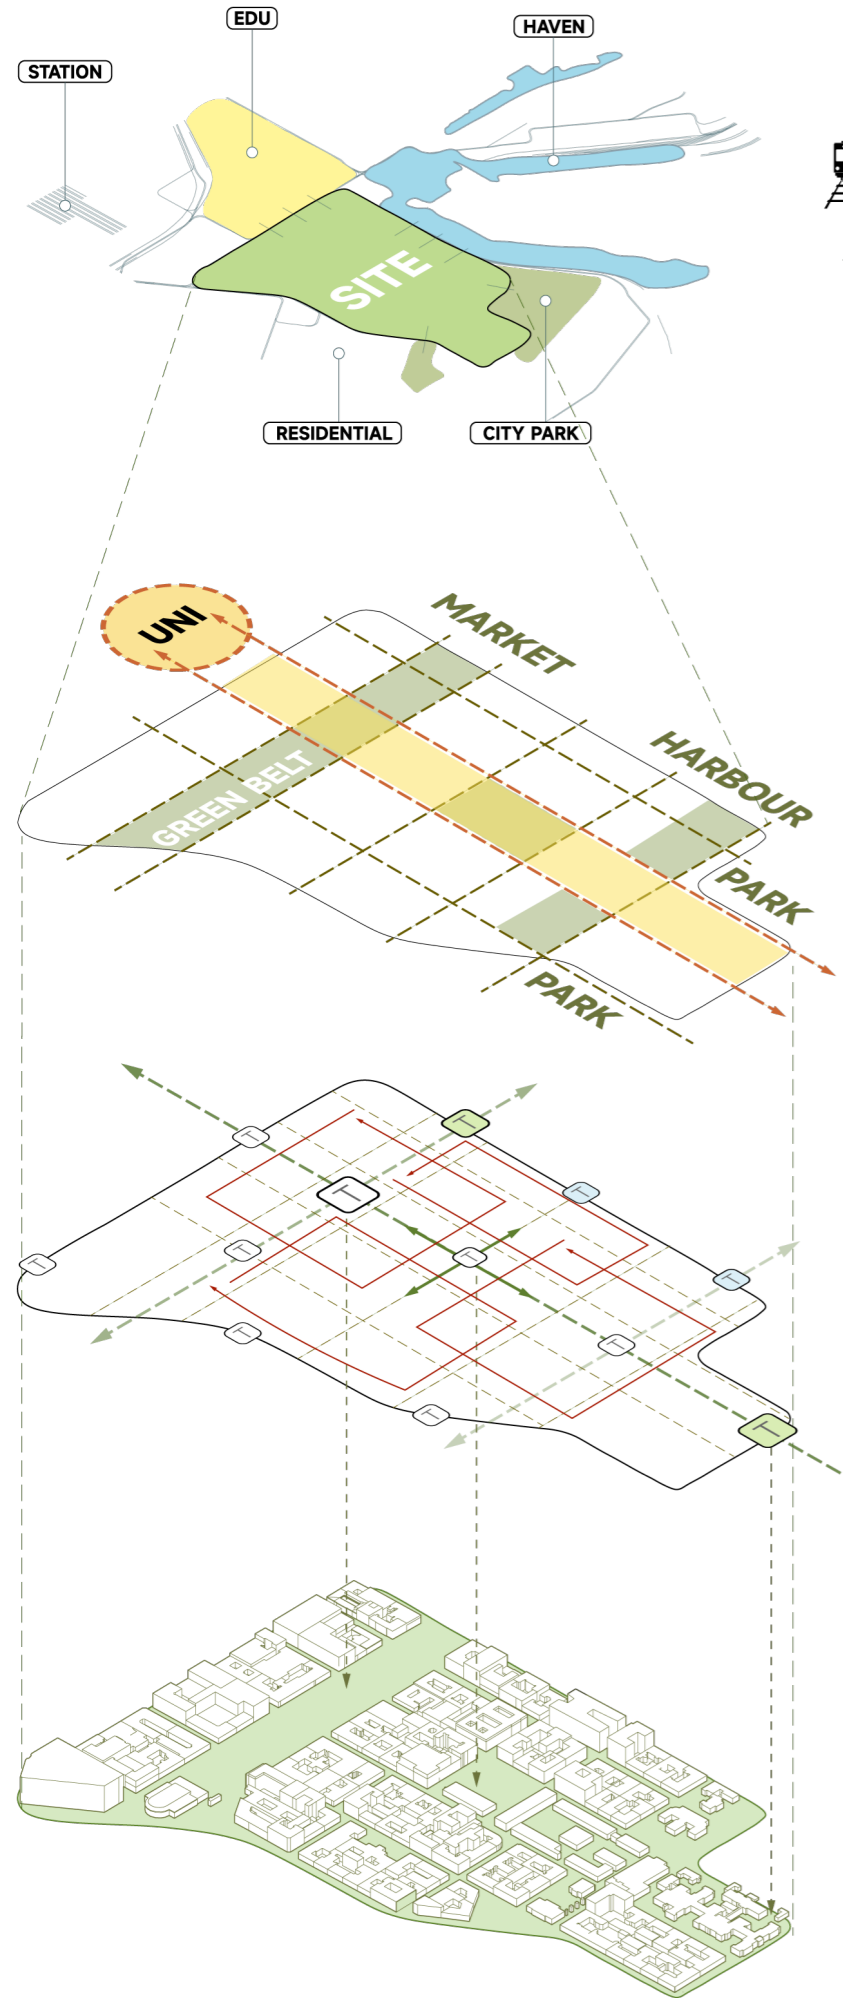 EDU
HAVEN
STATION
SITE
RESIDENTIAL
CITY PARK
UNI
MARKET
GREEN BELT
HARBOUR
PARK
PARK
T
T
T
T
T
T
T
T
T
T
T
T